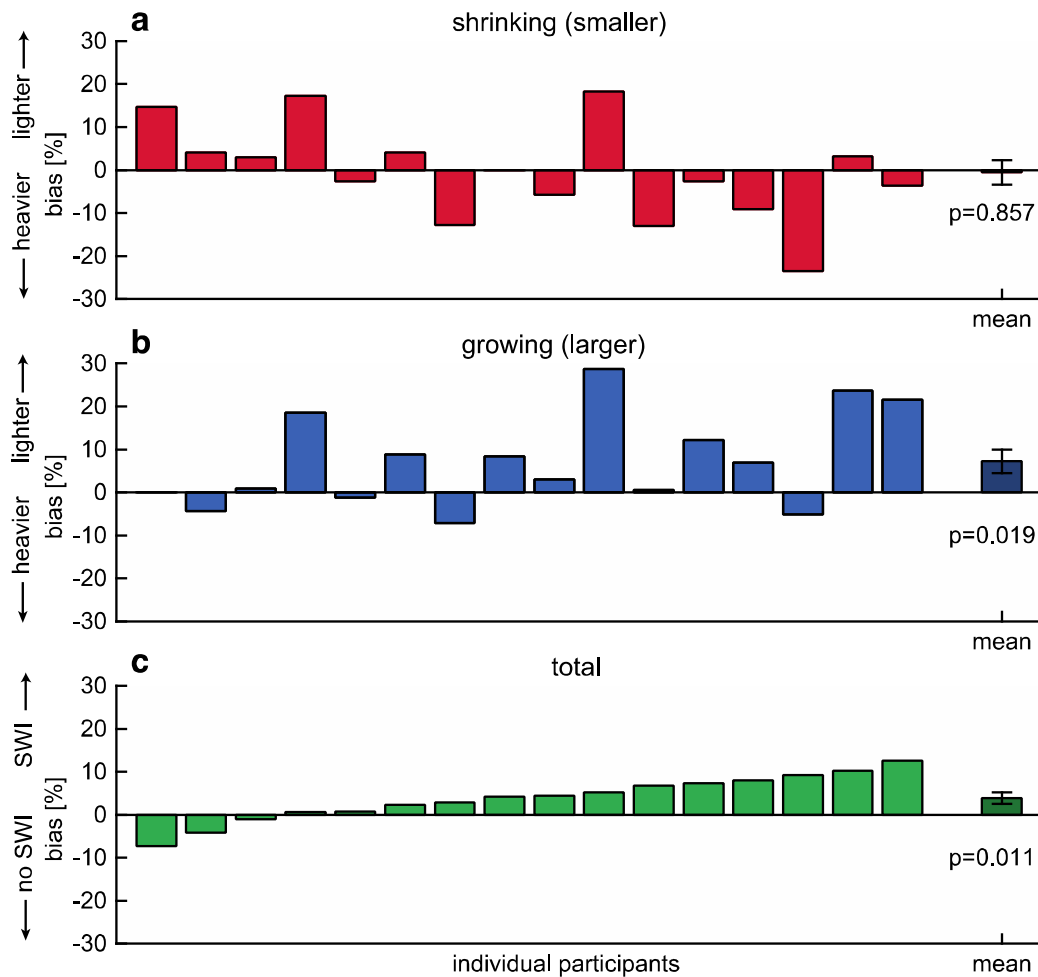 a
shrinking (smaller)
30
20
10
0
-10
-20
-30
← heavier lighter →
bias [%]
p=0.857
mean
b
growing (larger)
30
20
10
0
-10
-20
-30
← heavier lighter →
bias [%]
p=0.019
mean
c
total
30
20
10
0
-10
-20
-30
← no SWI SWI →
bias [%]
p=0.011
individual participants
mean